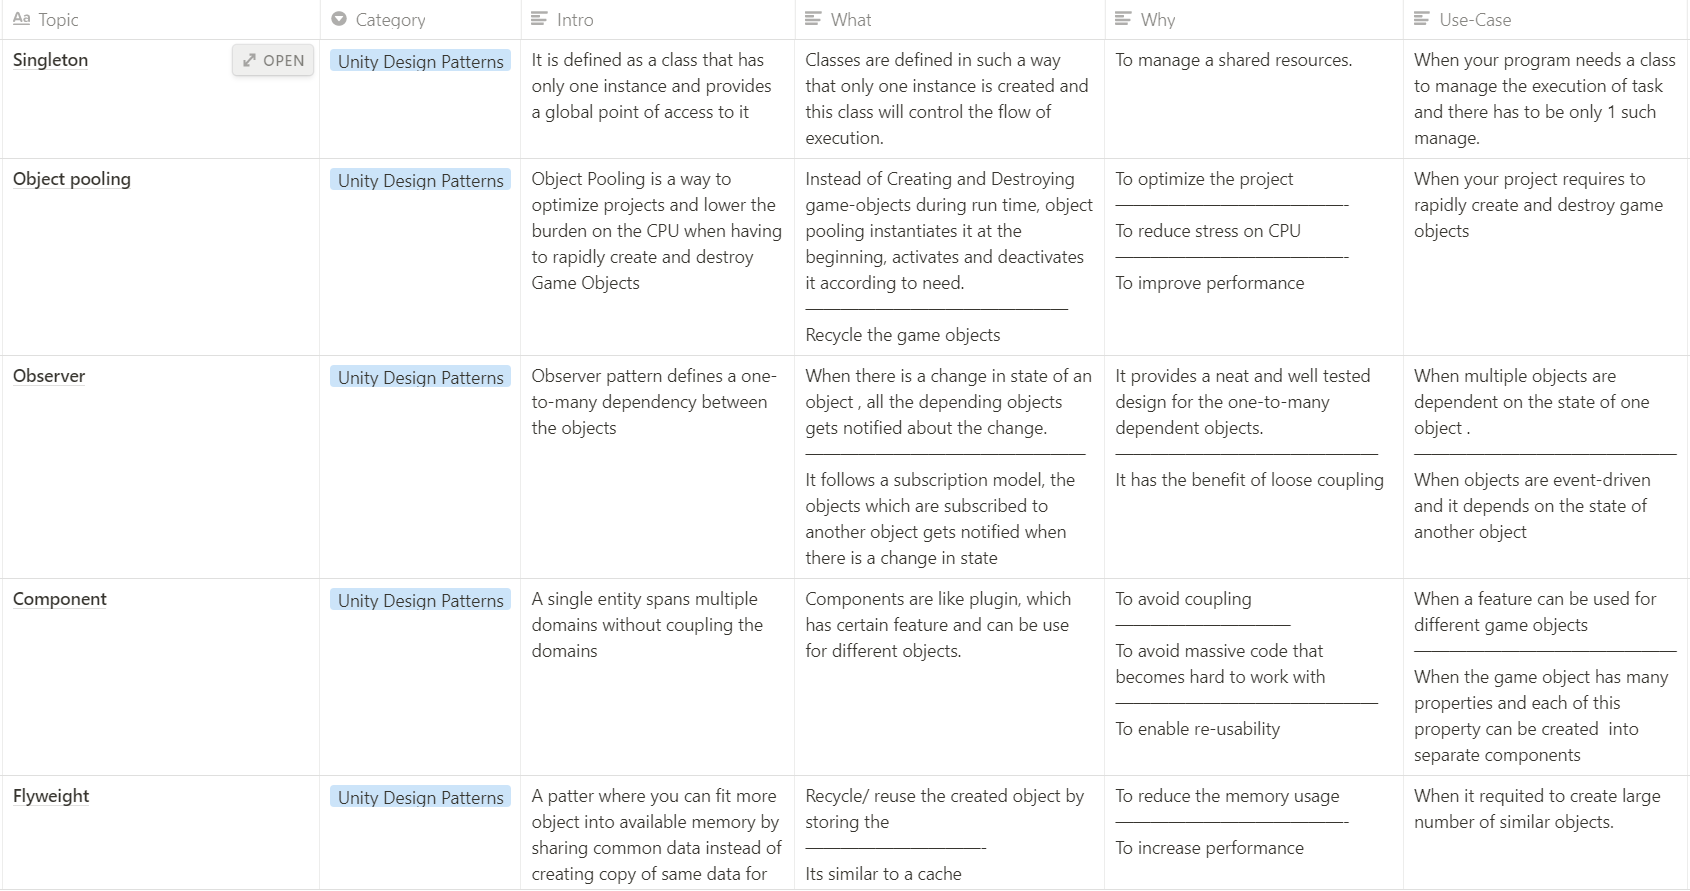 Aa Topic
Category
Intro
What
Why
Use-Case
Singleton
OPEN
Unity Design Patterns
It is defined as a class that has
only one instance and provides
a global point of access to it
Classes are defined in such a way
that only one instance is created and
this class will control the flow of
execution.
To manage a shared resources.
When your program needs a class
to manage the execution of task
and there has to be only 1 such
manage.
Object pooling
Unity Design Patterns
Object Pooling is a way to
optimize projects and lower the
burden on the CPU when having
to rapidly create and destroy
Game Objects
Instead of Creating and Destroying
game-objects during run time, object
pooling instantiates it at the
beginning, activates and deactivates
it according to need.
Recycle the game objects
To optimize the project
To reduce stress on CPU
To improve performance
When your project requires to
rapidly create and destroy game
objects
Observer
Unity Design Patterns
Observer pattern defines a one-
to-many dependency between
the objects
When there is a change in state of an
object , all the depending objects
gets notified about the change.
It follows a subscription model, the
objects which are subscribed to
another object gets notified when
there is a change in state
It provides a neat and well tested
design for the one-to-many
dependent objects.
It has the benefit of loose coupling
When multiple objects are
dependent on the state of one
object .
When objects are event-driven
and it depends on the state of
another object
Component
Unity Design Patterns
A single entity spans multiple
domains without coupling the
domains
Components are like plugin, which
has certain feature and can be use
for different objects.
To avoid coupling
To avoid massive code that
becomes hard to work with
To enable re-usability
When a feature can be used for
different game objects
When the game object has many
properties and each of this
property can be created  into
separate components
Flyweight
Unity Design Patterns
A patter where you can fit more
object into available memory by
sharing common data instead of
creating copy of same data for
Recycle/ reuse the created object by
storing the
Its similar to a cache
To reduce the memory usage
To increase performance
When it requited to create large
number of similar objects.